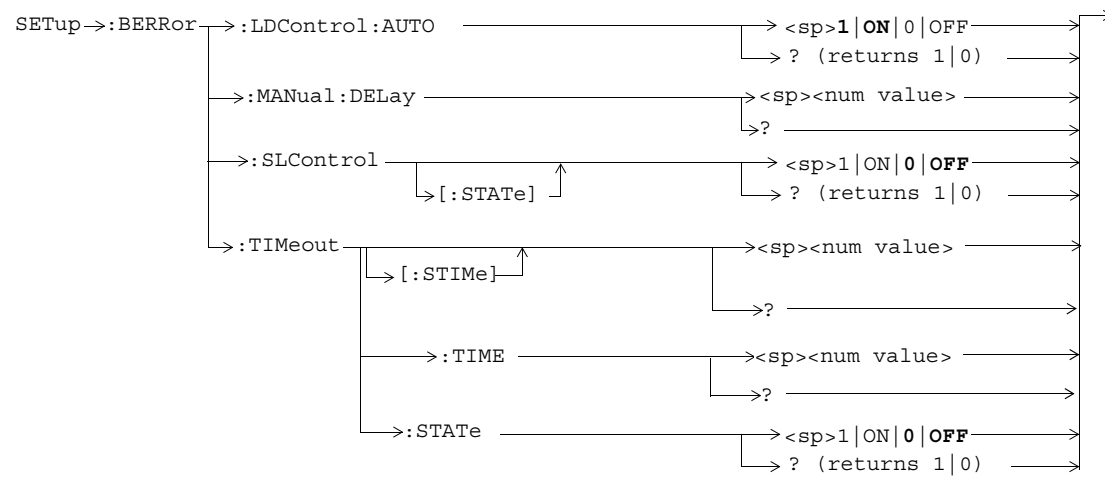 SETup :BERRor :LDControl:AUTO <sp>1|ON|0|OFF
? (returns 1|0)
:MANual:DELay <sp><num value>
?
:SLControl <sp>1|ON|0|OFF
[:STATe] ? (returns 1|0)
:TIMeout <sp><num value>
[:STIMe]
?
:TIME <sp><num value>
?
:STATe <sp>1|ON|0|OFF
? (returns 1|0)